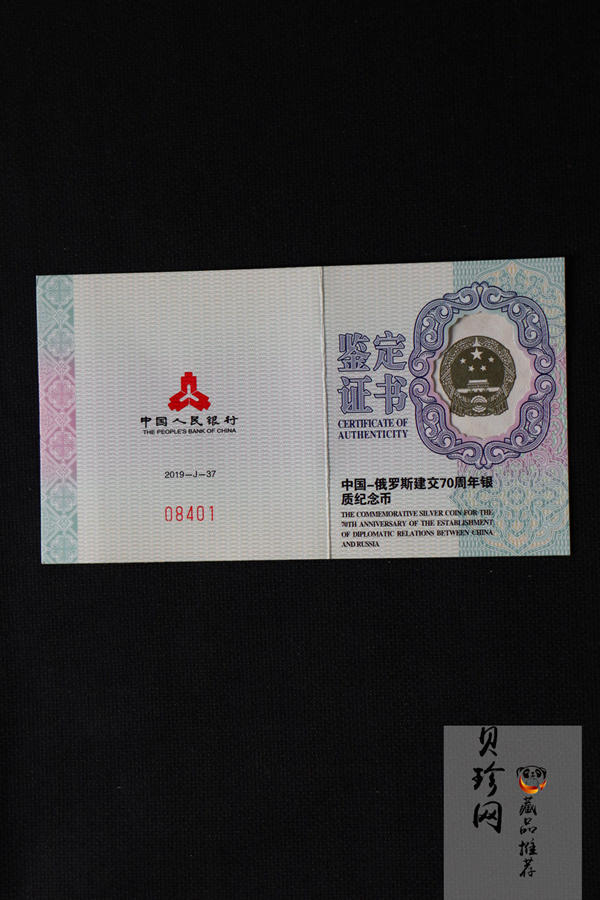 中国人民银行
THE PEOPLE'S BANK OF CHINA
2019-J-37
08401
鉴定
证书
CERTIFICATE OF
AUTHENTICITY
中国-俄罗斯建交70周年银
质纪念币
THE COMMEMORATIVE SILVER COIN FOR THE
70TH ANNIVERSARY OF THE ESTABLISHMENT
OF DIPLOMATIC RELATIONS BETWEEN CHINA
AND RUSSIA
贝珍网
藏品推荐